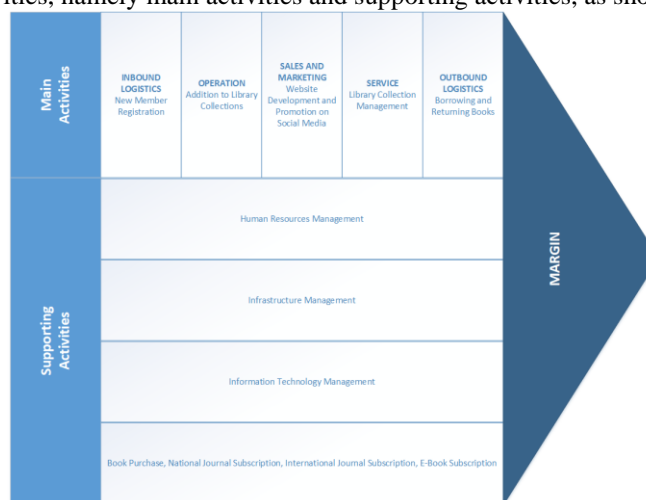 ities, namely main activities and supporting activities, as sho
Main
Activities
INBOUND
LOGISTICS
New Member
Registration
OPERATION
Addition to Library
Collections
SALES AND
MARKETING
Website
Development and
Promotion on
Social Media
SERVICE
Library Collection
Management
OUTBOUND
LOGISTICS
Borrowing and
Returning Books
Supporting
Activities
Human Resources Management
Infrastructure Management
Information Technology Management
Book Purchase, National Journal Subscription, International Journal Subscription, E-Book Subscription
MARGIN